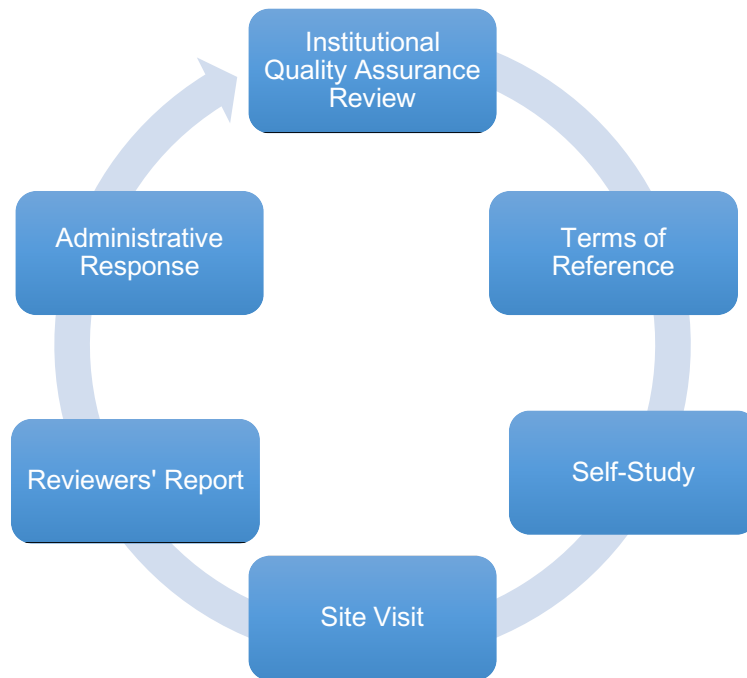 Institutional
Quality Assurance
Review
Terms of
Reference
Self-Study
Site Visit
Reviewers' Report
Administrative
Response